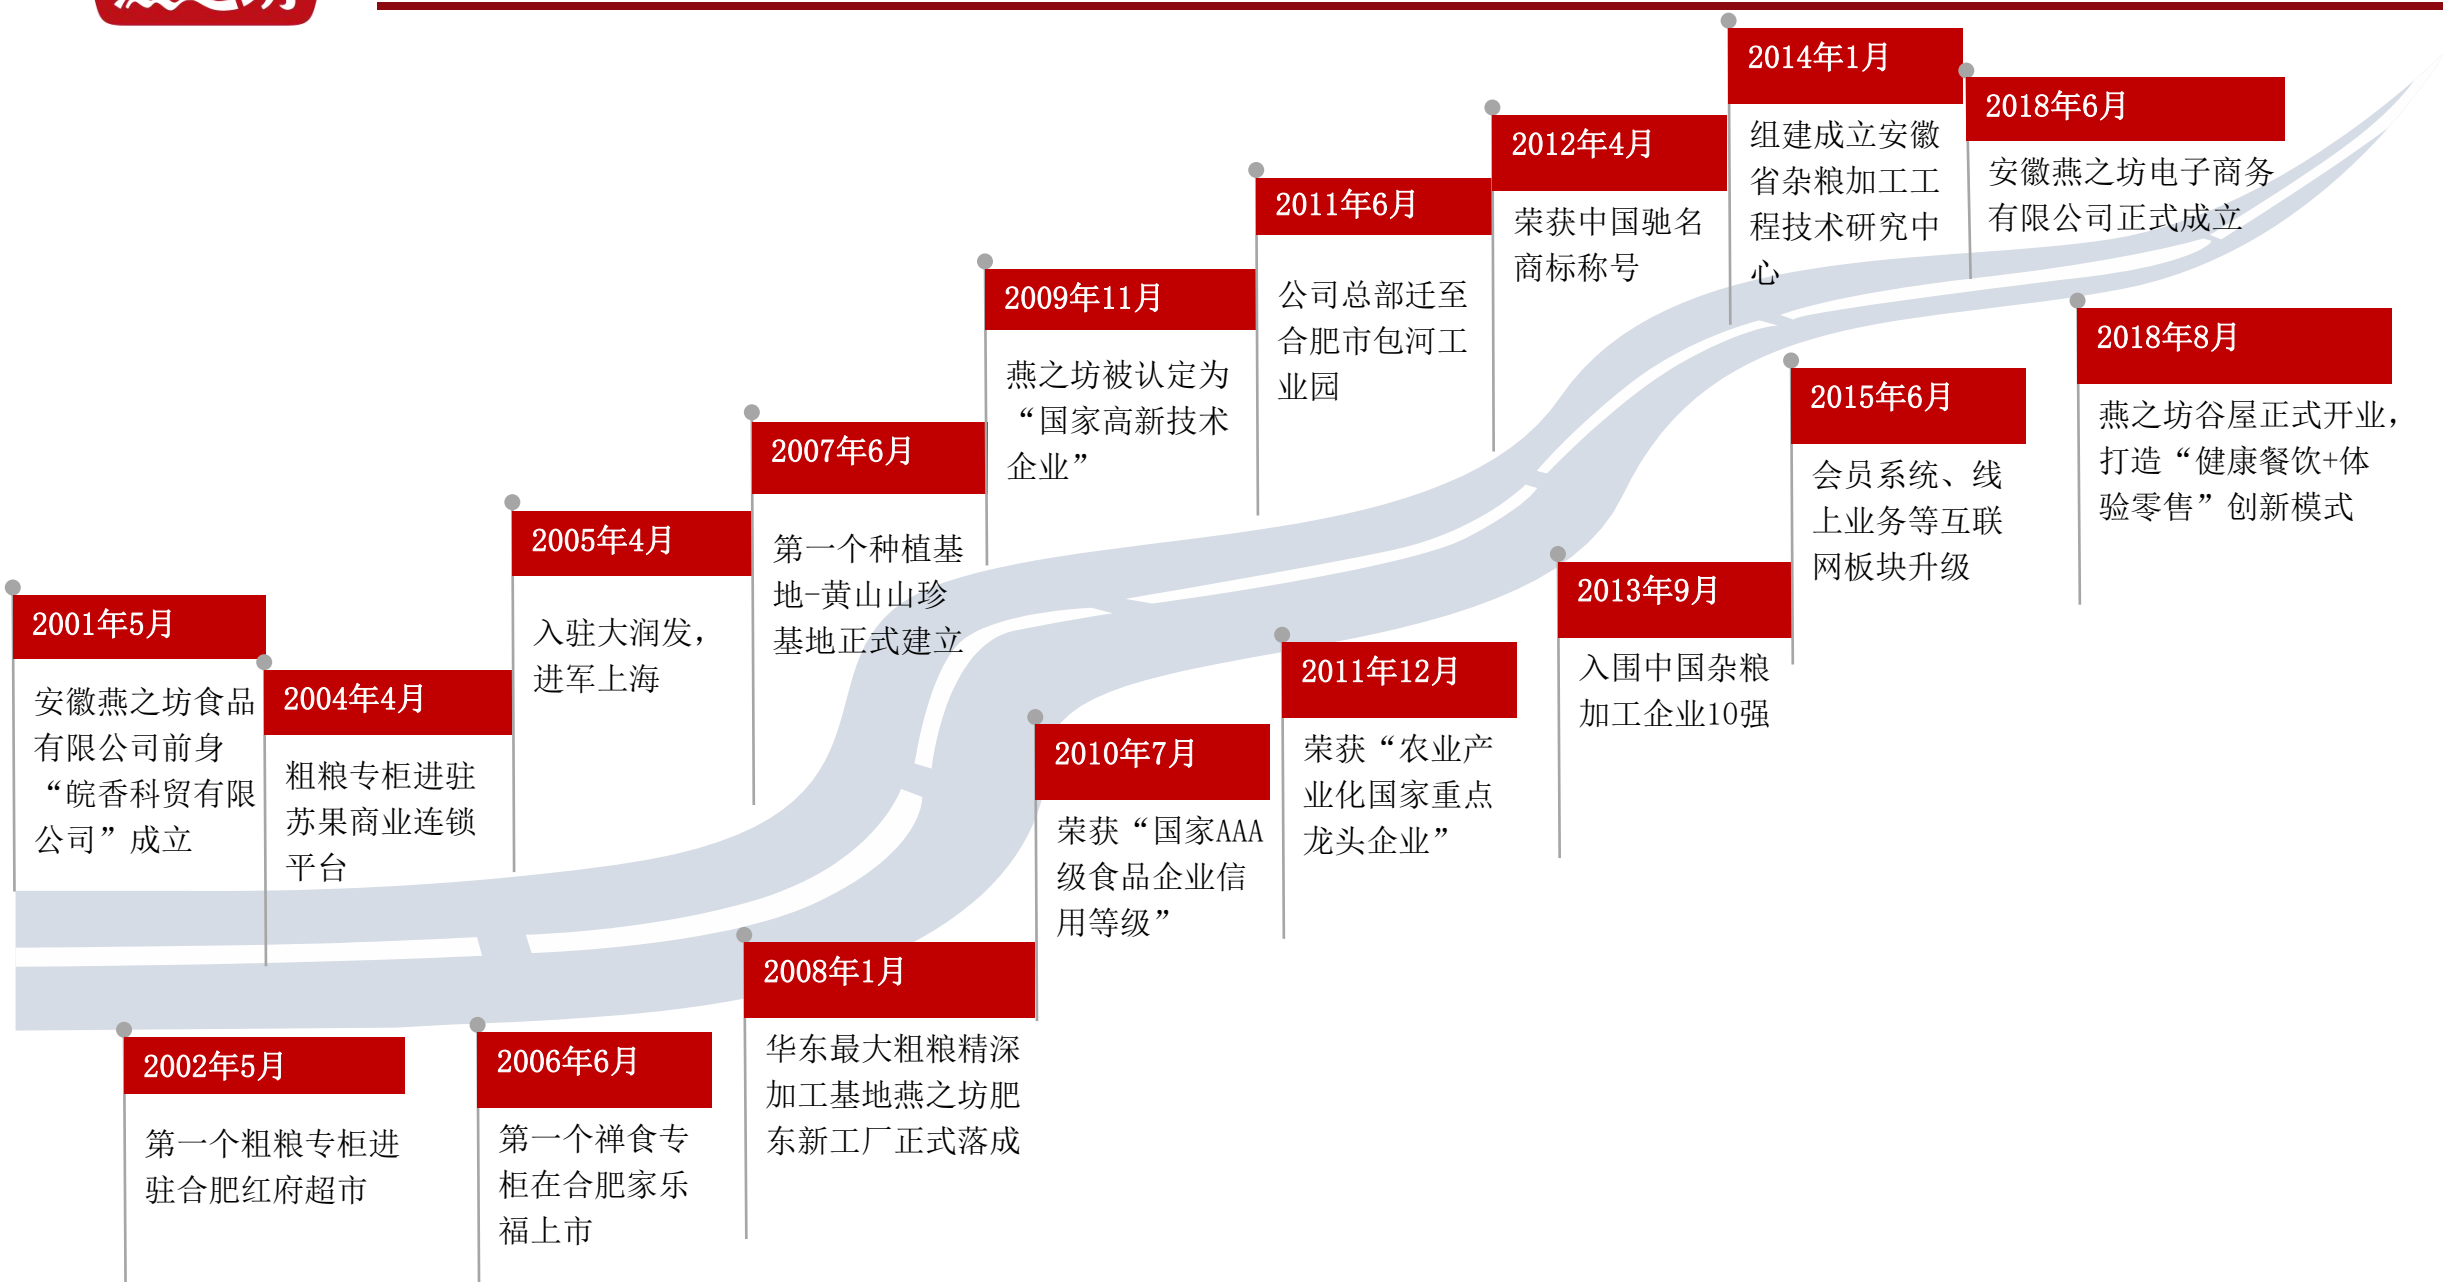 2001年5月
安徽燕之坊食品
有限公司前身
“皖香科贸有限
公司”成立
2002年5月
第一个粗粮专柜进
驻合肥红府超市
2004年4月
粗粮专柜进驻
苏果商业连锁
平台
2005年4月
入驻大润发，
进军上海
2006年6月
第一个禅食专
柜在合肥家乐
福上市
2007年6月
第一个种植基
地-黄山山珍
基地正式建立
2008年1月
华东最大粗粮精深
加工基地燕之坊肥
东新工厂正式落成
2009年11月
燕之坊被认定为
“国家高新技术
企业”
2010年7月
荣获“国家AAA
级食品企业信
用等级”
2011年6月
公司总部迁至
合肥市包河工
业园
2011年12月
荣获“农业产
业化国家重点
龙头企业”
2012年4月
荣获中国驰名
商标称号
2013年9月
入围中国杂粮
加工企业10强
2014年1月
组建成立安徽
省杂粮加工工
程技术研究中
心
2015年6月
会员系统、线
上业务等互联
网板块升级
2018年6月
安徽燕之坊电子商务
有限公司正式成立
2018年8月
燕之坊谷屋正式开业，
打造“健康餐饮+体
验零售”创新模式